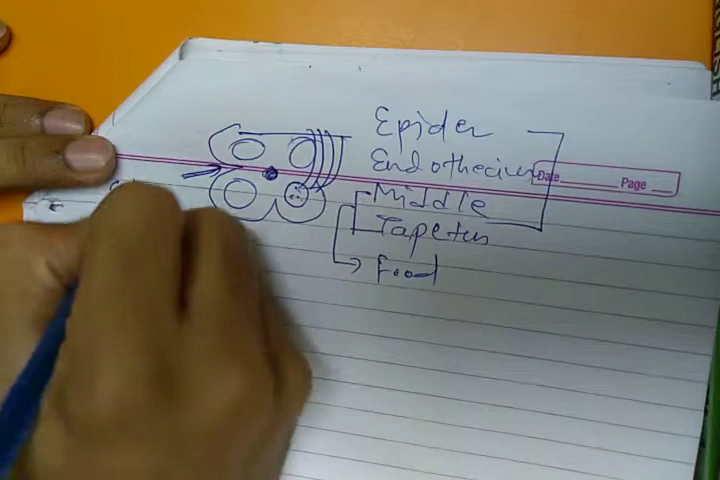 Epider
Endothecium
Date Page
Middle
Tapetum
Food